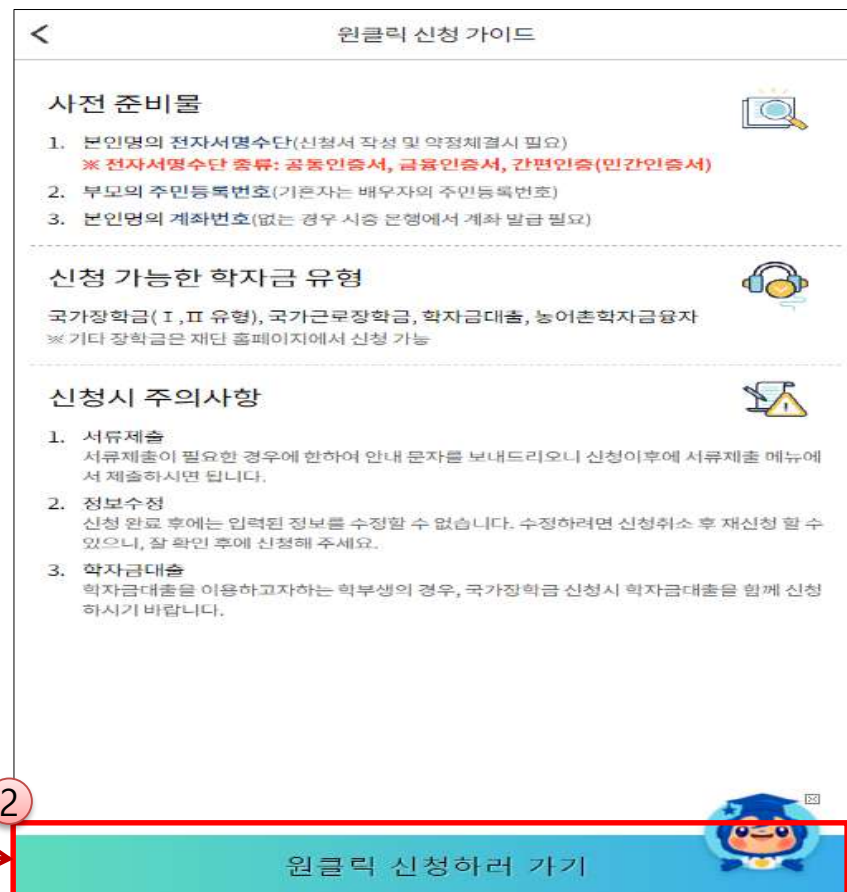 원클릭 신청 가이드
사전 준비물
1. 본인명의 전자서명수단(신청서 작성 및 약정체결시 필요)
※ 전자서명수단 종류: 공동인증서, 금융인증서, 간편인증(민간인증서)
2. 부모의 주민등록번호(기혼자는 배우자의 주민등록번호)
3. 본인명의 계좌번호(없는 경우 시중 은행에서 계좌 발급 필요)
신청 가능한 학자금 유형
국가장학금(Ⅰ,Ⅱ 유형), 국가근로장학금, 학자금대출, 농어촌학자금융자
※ 기타 장학금은 재단 홈페이지에서 신청 가능
신청시 주의사항
1. 서류제출
서류제출이 필요한 경우에 한하여 안내 문자를 보내드리오니 신청이후에 서류제출 메뉴에
서 제출하시면 됩니다.
2. 정보수정
신청 완료 후에는 입력된 정보를 수정할 수 없습니다. 수정하려면 신청취소 후 재신청 할 수
있으니, 잘 확인 후에 신청해 주세요.
3. 학자금대출
학자금대출을 이용하고자하는 학부생의 경우, 국가장학금 신청시 학자금대출을 함께 신청
하시기 바랍니다.
2
원클릭 신청하러 가기